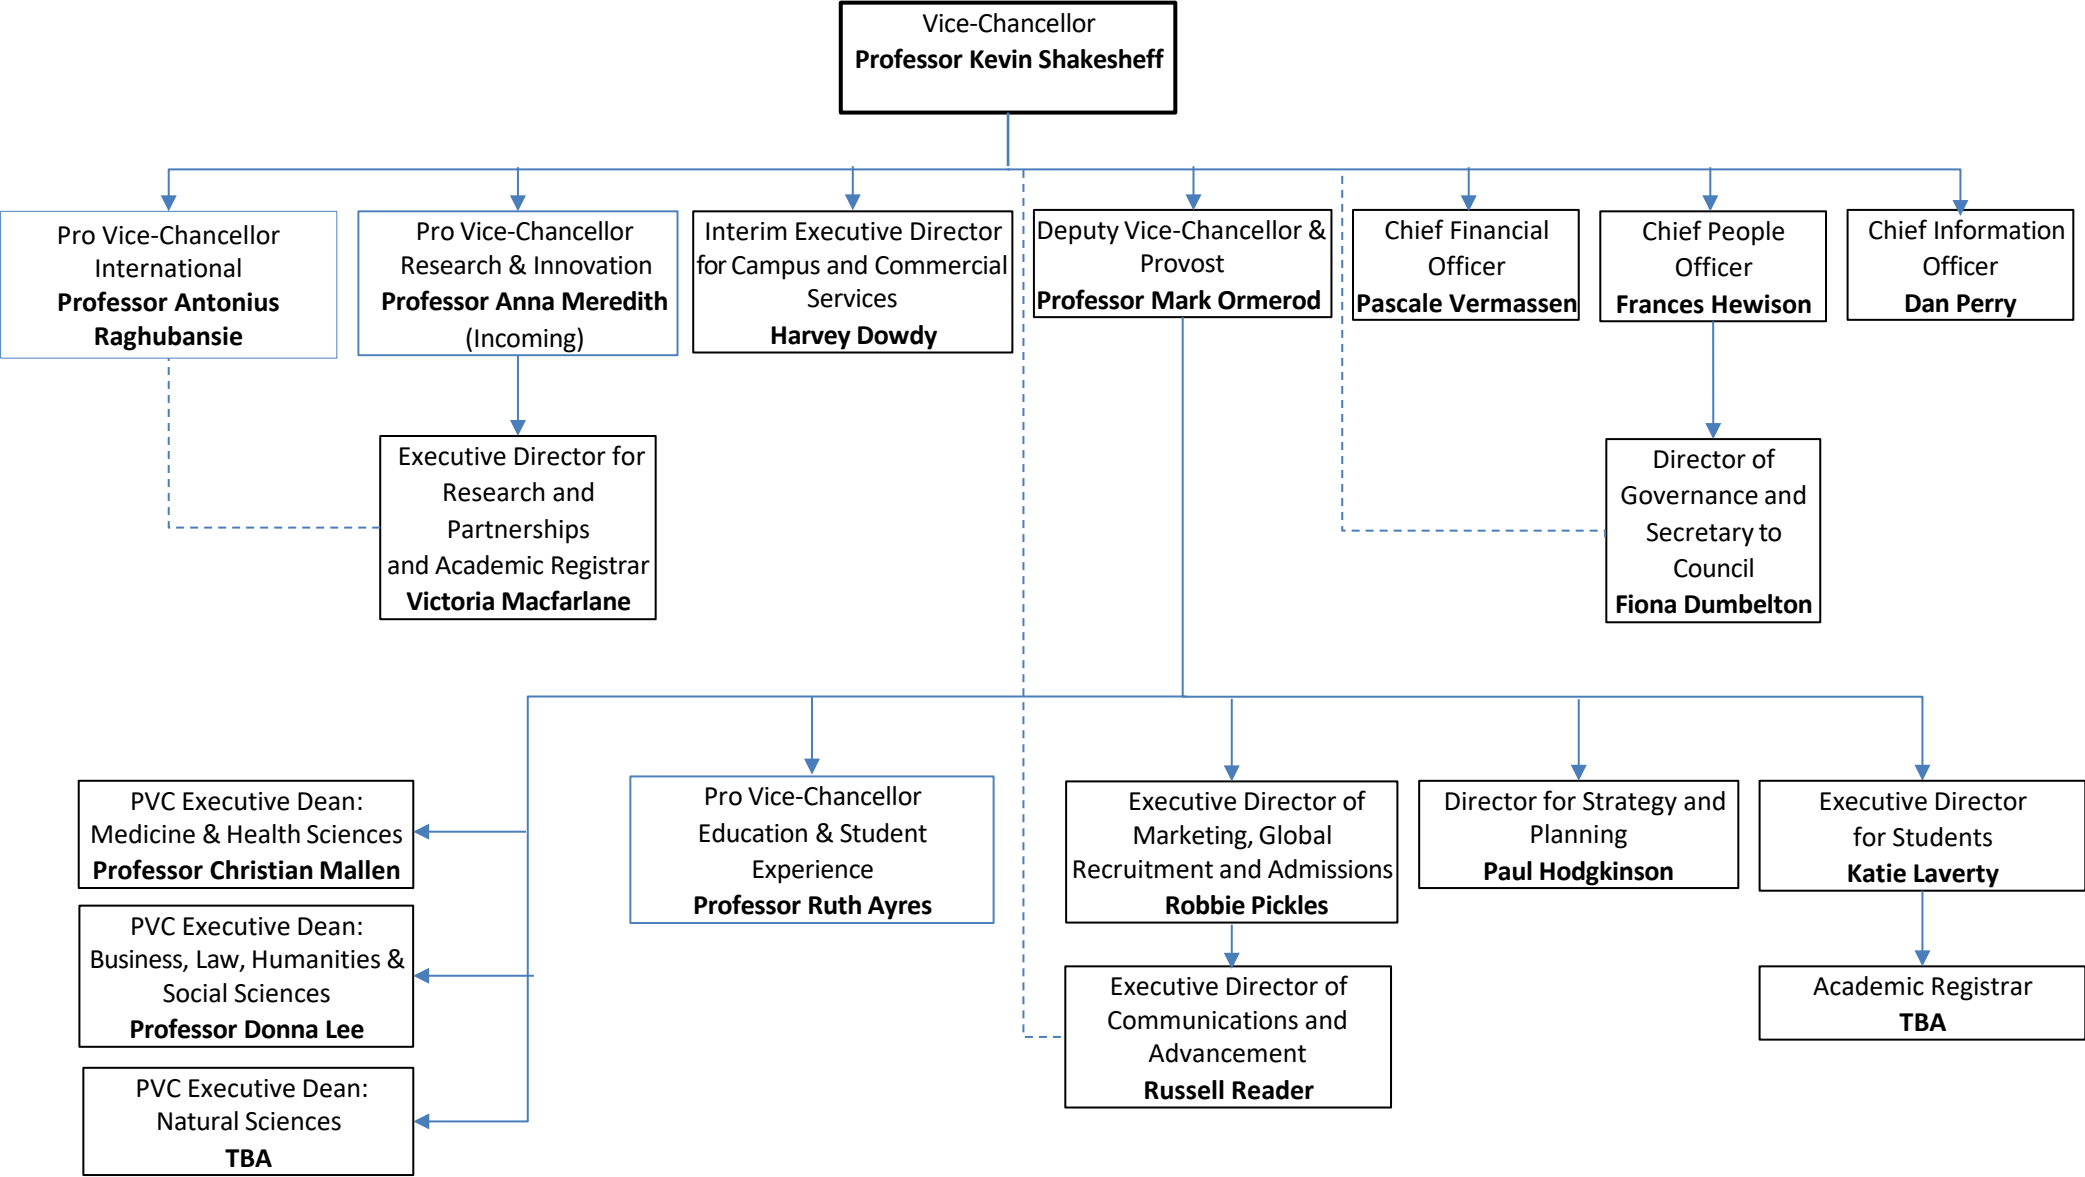 Vice-Chancellor
Professor Kevin Shakesheff
Pro Vice-Chancellor
International
Professor Antonius
Raghubansie
Pro Vice-Chancellor
Research & Innovation
Professor Anna Meredith
(Incoming)
Interim Executive Director
for Campus and Commercial
Services
Harvey Dowdy
Deputy Vice-Chancellor &
Provost
Professor Mark Ormerod
Chief Financial
Officer
Pascale Vermassen
Chief People
Officer
Frances Hewison
Chief Information
Officer
Dan Perry
Executive Director for
Research and
Partnerships
and Academic Registrar
Victoria Macfarlane
Director of
Governance and
Secretary to
Council
Fiona Dumbelton
PVC Executive Dean:
Medicine & Health Sciences
Professor Christian Mallen
PVC Executive Dean:
Business, Law, Humanities &
Social Sciences
Professor Donna Lee
PVC Executive Dean:
Natural Sciences
TBA
Pro Vice-Chancellor
Education & Student
Experience
Professor Ruth Ayres
Executive Director of
Marketing, Global
Recruitment and Admissions
Robbie Pickles
Executive Director of
Communications and
Advancement
Russell Reader
Director for Strategy and
Planning
Paul Hodgkinson
Executive Director
for Students
Katie Laverty
Academic Registrar
TBA